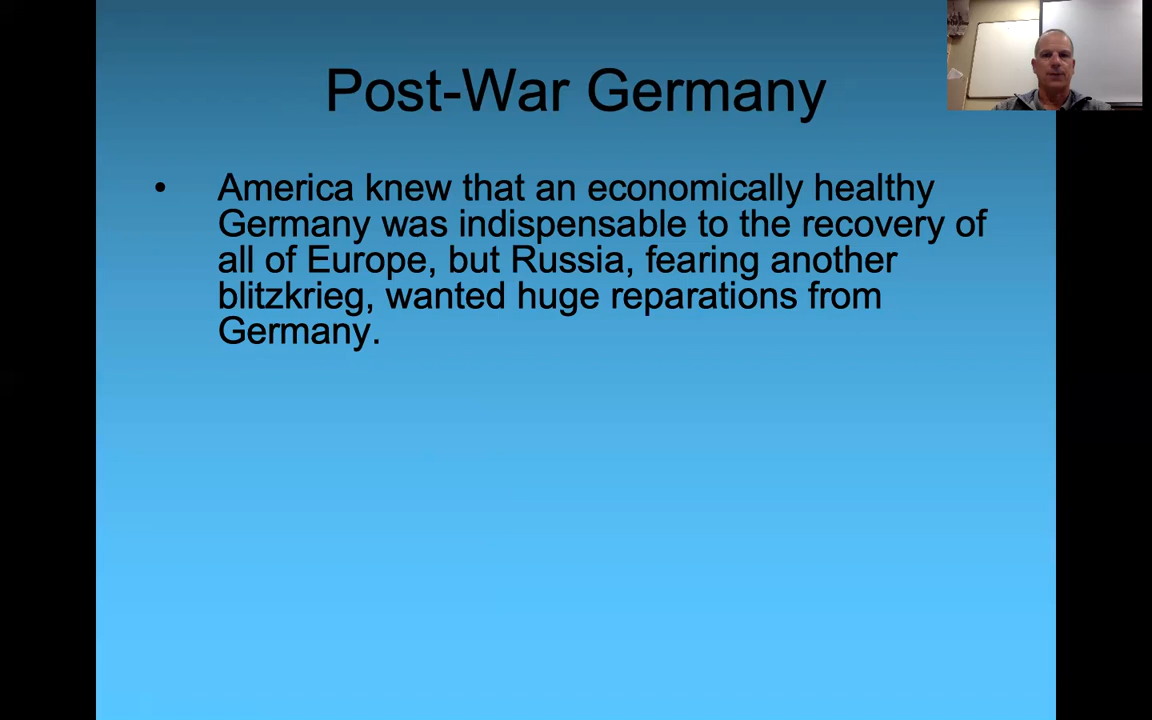 Post-War Germany
• America knew that an economically healthy
Germany was indispensable to the recovery of
all of Europe, but Russia, fearing another
blitzkrieg, wanted huge reparations from
Germany.